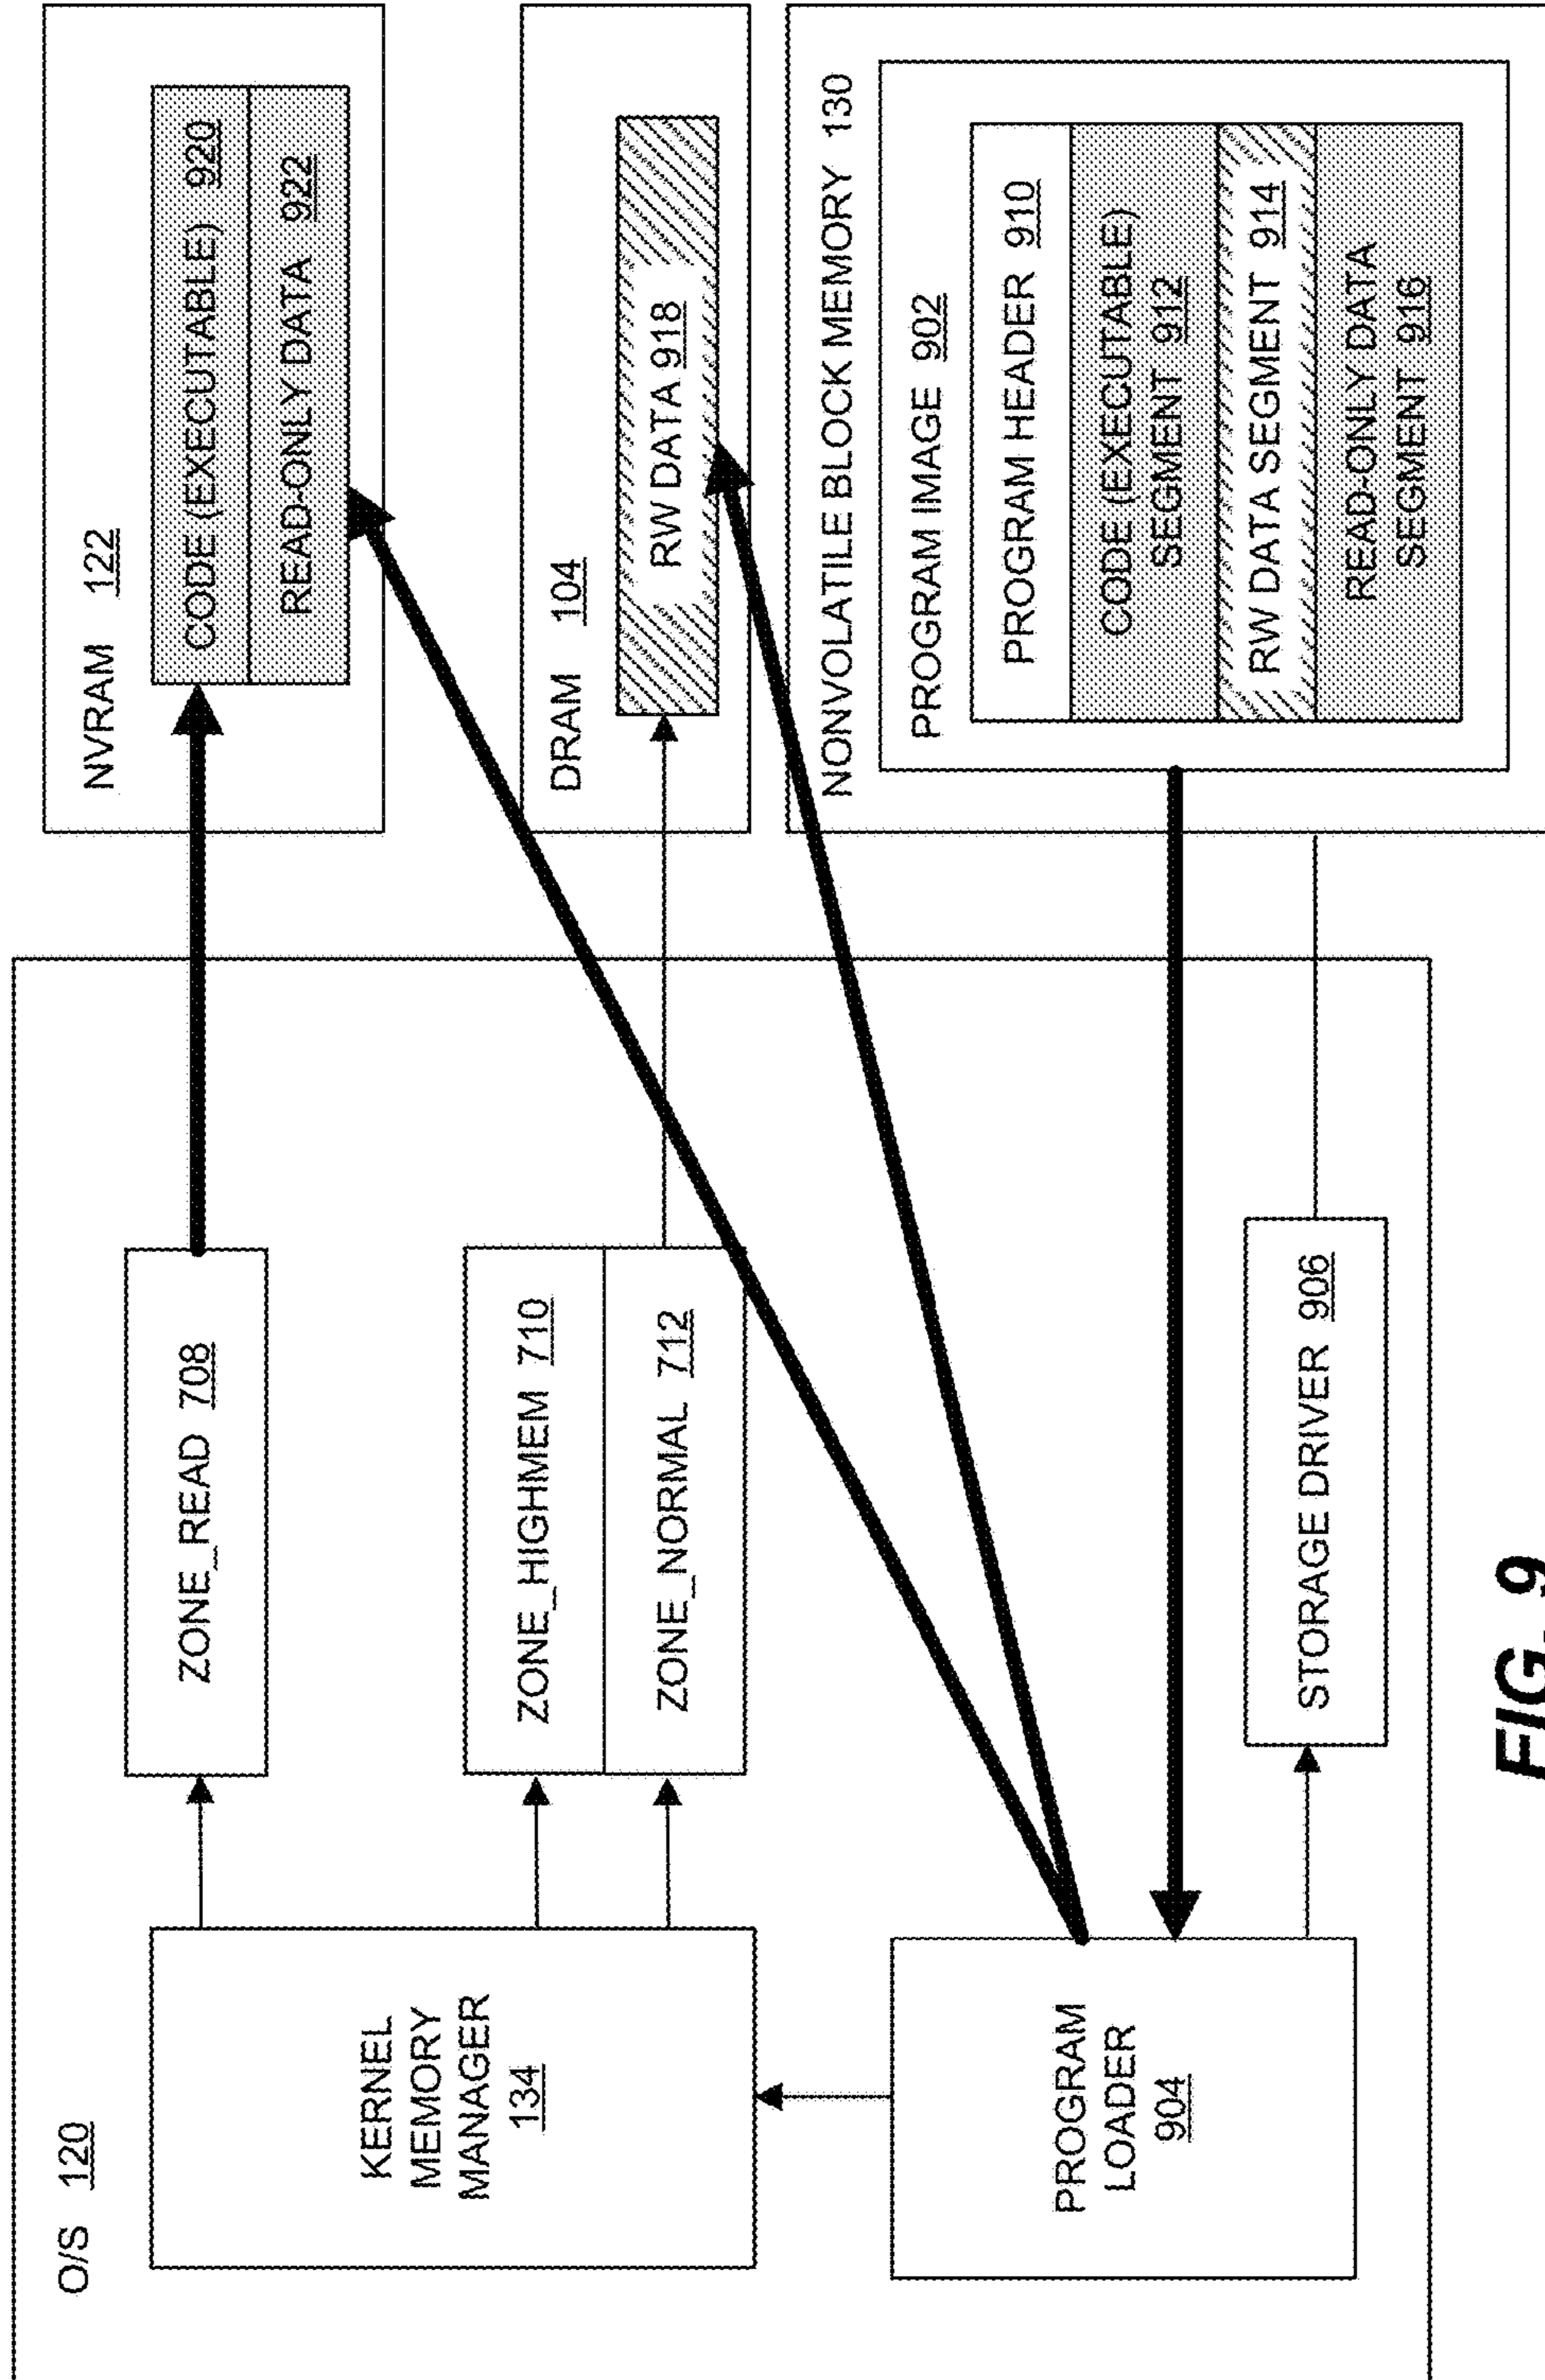 O/S 120
KERNEL
MEMORY
MANAGER
134
PROGRAM
LOADER
904
ZONE_READ 708
ZONE_HIGHMEM 710
ZONE_NORMAL 712
STORAGE DRIVER 906
NVRAM 122
CODE (EXECUTABLE) 920
READ-ONLY DATA 922
DRAM 104
RW DATA 918
NONVOLATILE BLOCK MEMORY 130
PROGRAM IMAGE 902
PROGRAM HEADER 910
CODE (EXECUTABLE)
SEGMENT 912
RW DATA SEGMENT 914
READ-ONLY DATA
SEGMENT 916
FIG. 9